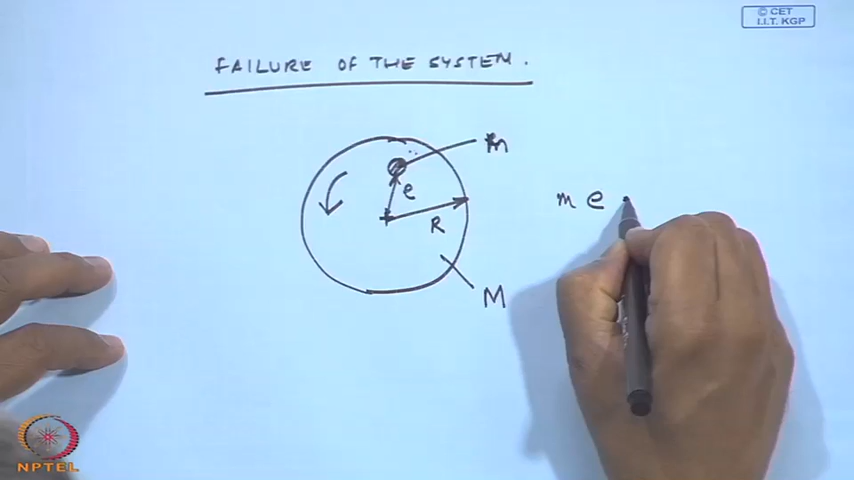 © CET
I.I.T. KGP
FAILURE OF THE SYSTEM.
m
e
R
m e
M
NPTEL